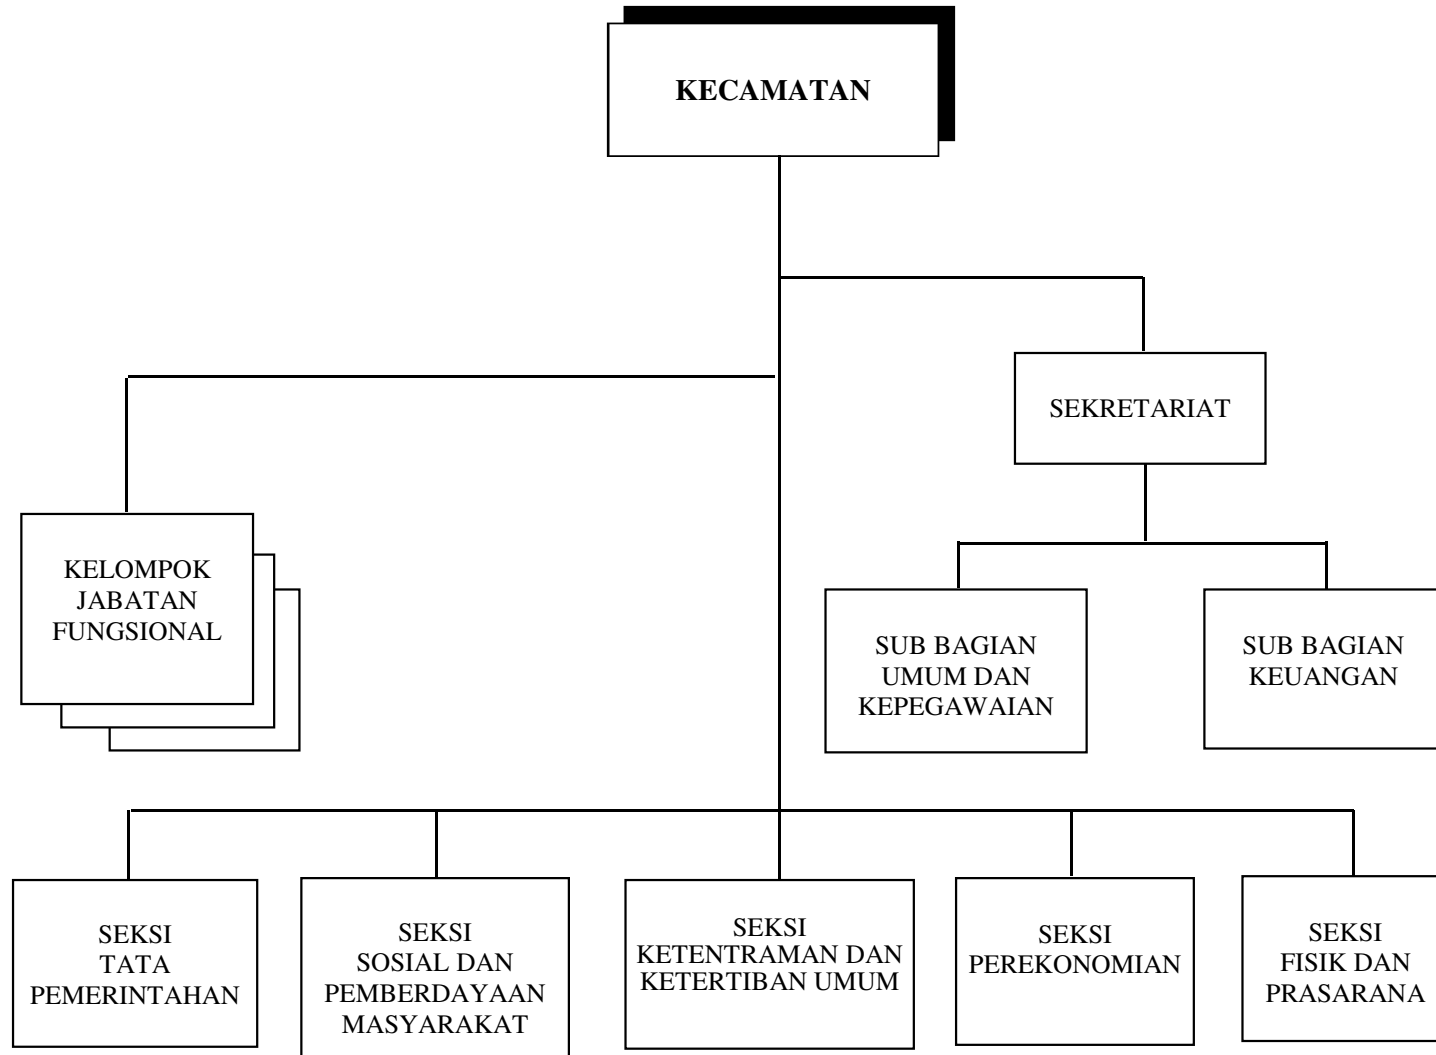 KECAMATAN
SEKRETARIAT
KELOMPOK
JABATAN
FUNGSIONAL
SUB BAGIAN
UMUM DAN
KEPEGAWAIAN
SUB BAGIAN
KEUANGAN
SEKSI
TATA
PEMERINTAHAN
SEKSI
SOSIAL DAN
PEMBERDAYAAN
MASYARAKAT
SEKSI
KETENTRAMAN DAN
KETERTIBAN UMUM
SEKSI
PEREKONOMIAN
SEKSI
FISIK DAN
PRASARANA